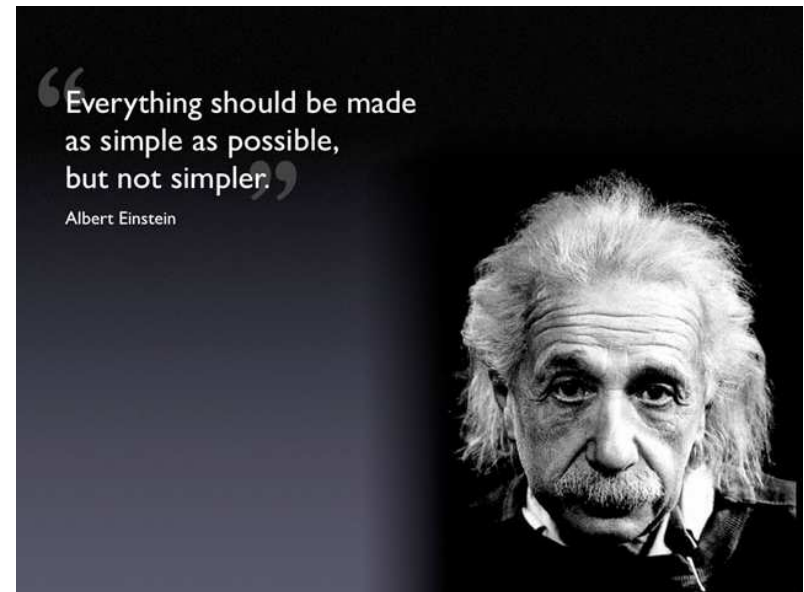 “Everything should be made
as simple as possible,
but not simpler.”
Albert Einstein